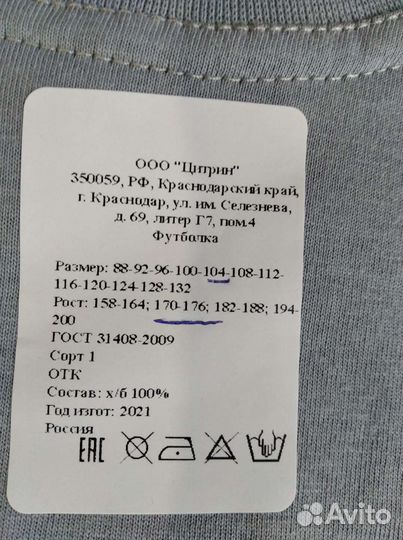 ООО "Цитрин"
350059, РФ, Краснодарский край,
г. Краснодар, ул. им. Селезнева,
д. 69, литер Г7, пом.4
Футболка
Размер: 88-92-96-100-104-108-112-
116-120-124-128-132
Рост: 158-164; 170-176; 182-188; 194-
200
ГОСТ 31408-2009
Сорт 1
ОТК
Состав: х/б 100%
Год изгот: 2021
Россия
ЕАС
Avito